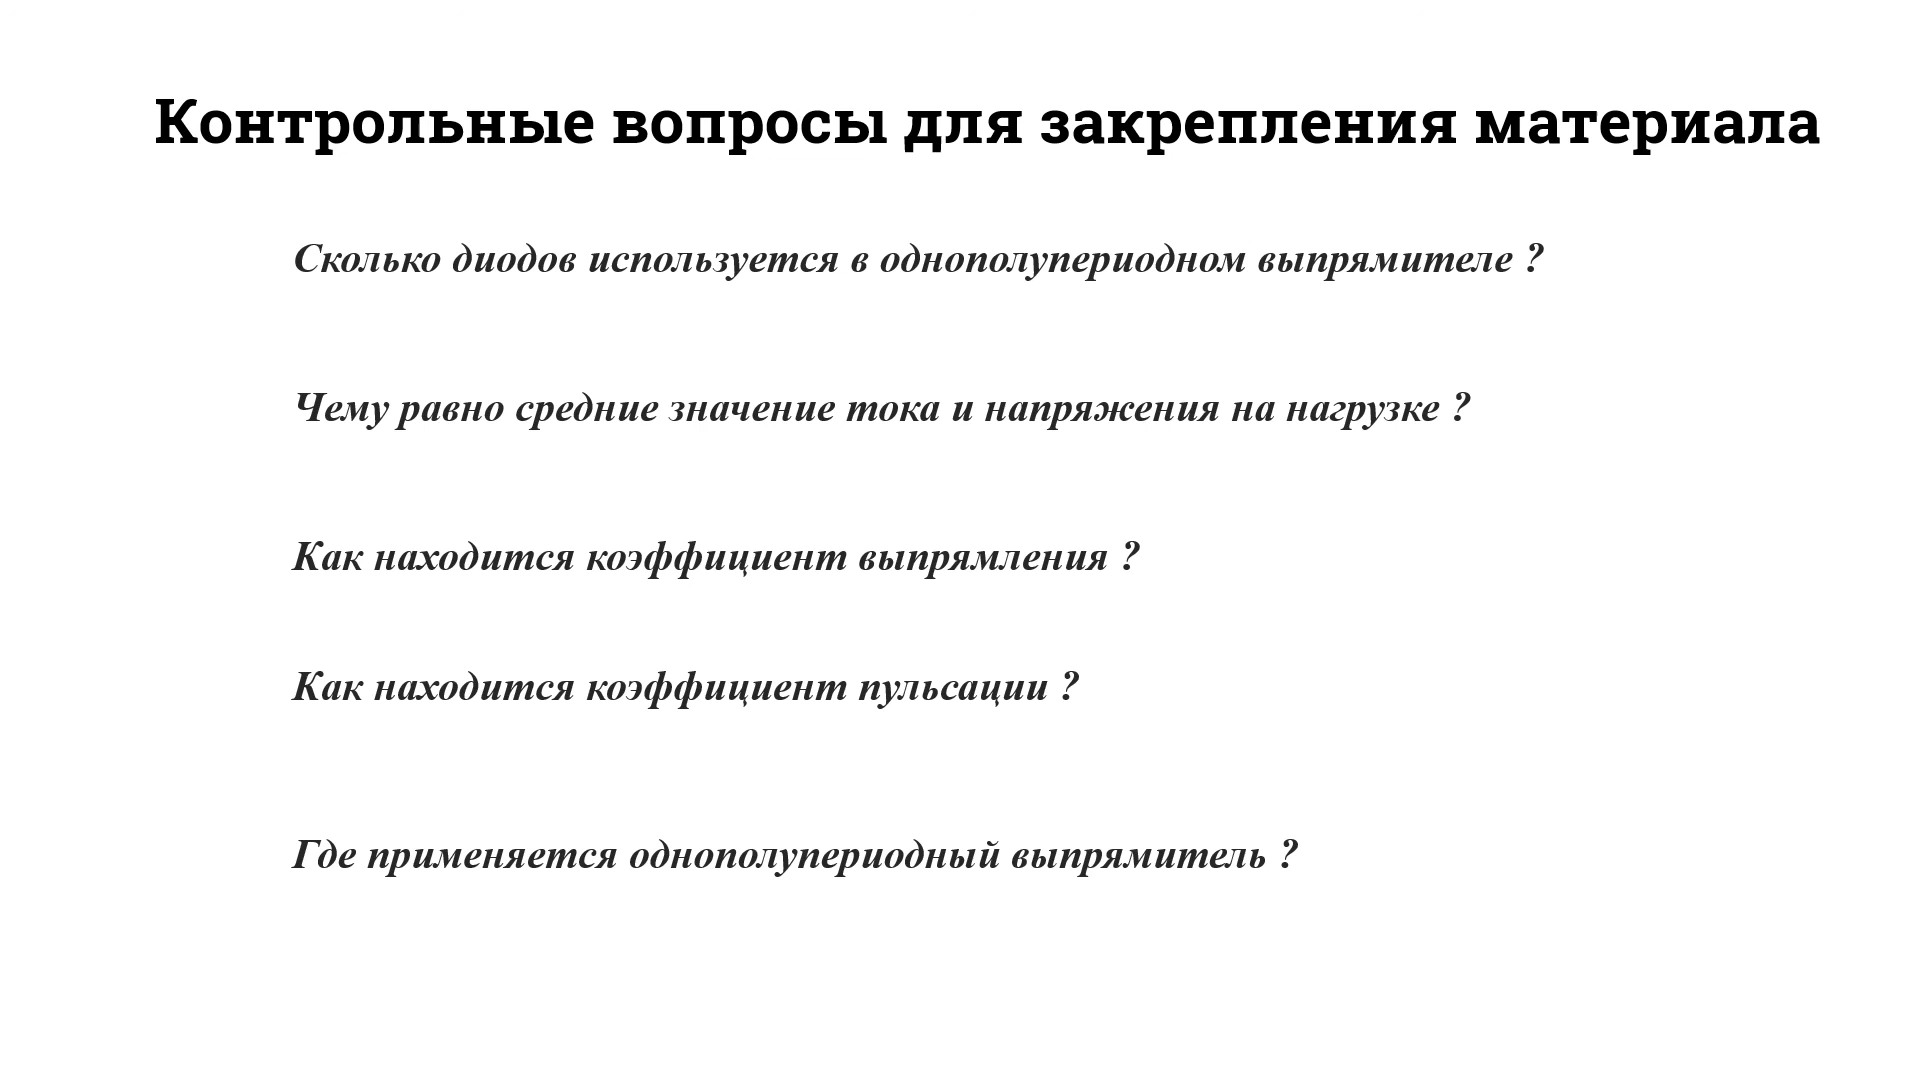 Контрольные вопросы для закрепления материала
Сколько диодов используется в однополупериодном выпрямителе ?
Чему равно средние значение тока и напряжения на нагрузке ?
Как находится коэффициент выпрямления ?
Как находится коэффициент пульсации ?
Где применяется однополупериодный выпрямитель ?